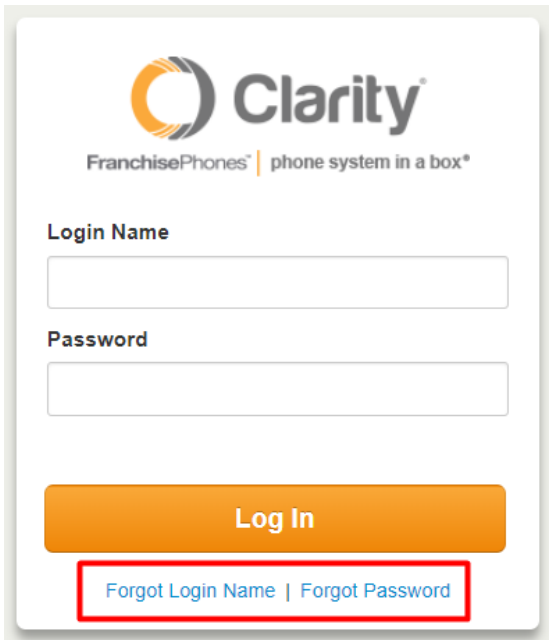 Clarity®
FranchisePhones™ | phone system in a box®
Login Name
Password
Log In
Forgot Login Name | Forgot Password